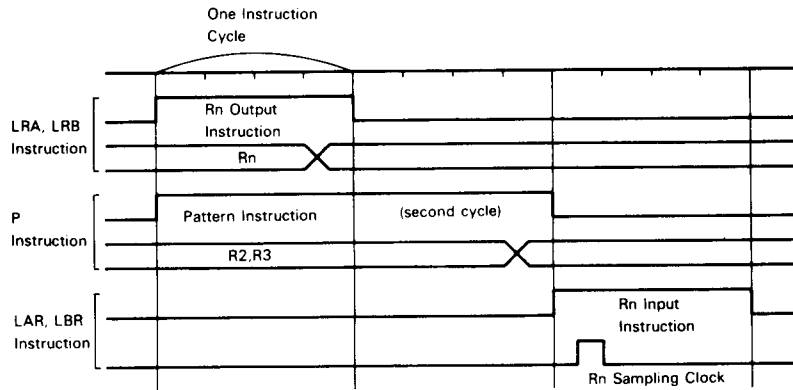 One Instruction
Cycle
LRA, LRB
Instruction
Rn Output
Instruction
Rn
P
Instruction
Pattern Instruction
(second cycle)
R2,R3
LAR, LBR
Instruction
Rn Input
Instruction
Rn Sampling Clock